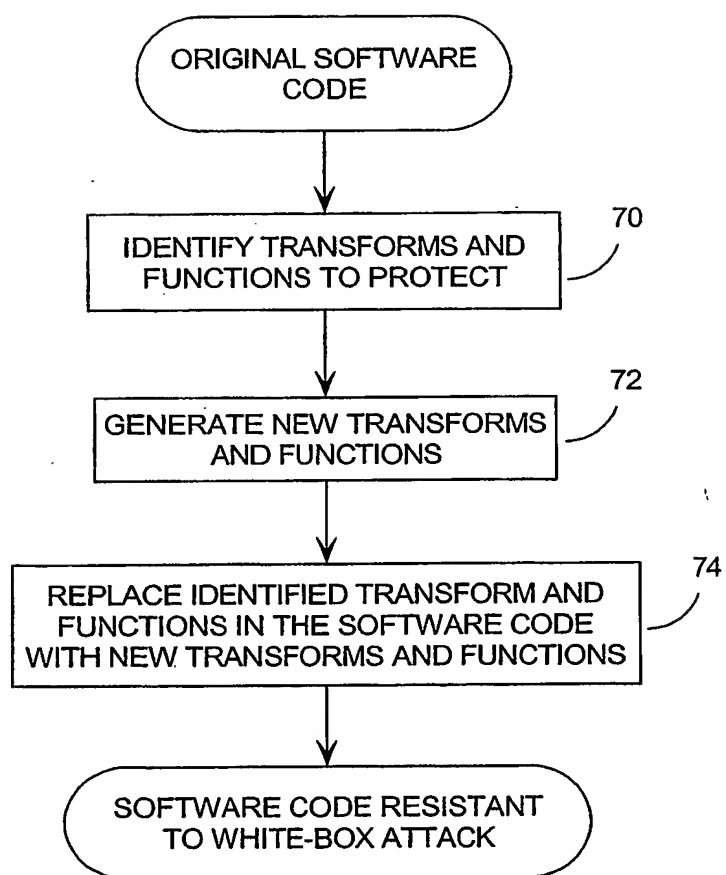 ORIGINAL SOFTWARE
CODE
70
IDENTIFY TRANSFORMS AND
FUNCTIONS TO PROTECT
72
GENERATE NEW TRANSFORMS
AND FUNCTIONS
74
REPLACE IDENTIFIED TRANSFORM AND
FUNCTIONS IN THE SOFTWARE CODE
WITH NEW TRANSFORMS AND FUNCTIONS
SOFTWARE CODE RESISTANT
TO WHITE-BOX ATTACK